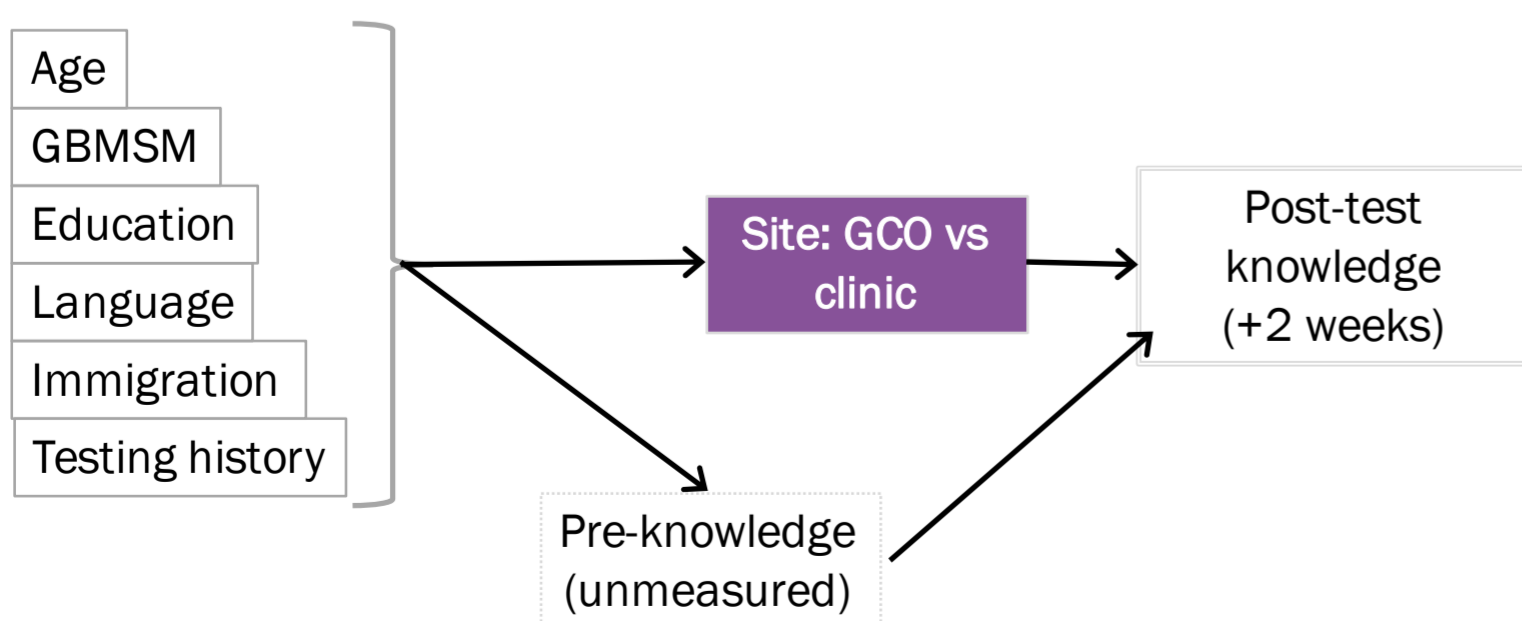 Age
GBMSM
Education
Language
Immigration
Testing history
Site: GCO vs
clinic
Post-test
knowledge
(+2 weeks)
Pre-knowledge
(unmeasured)